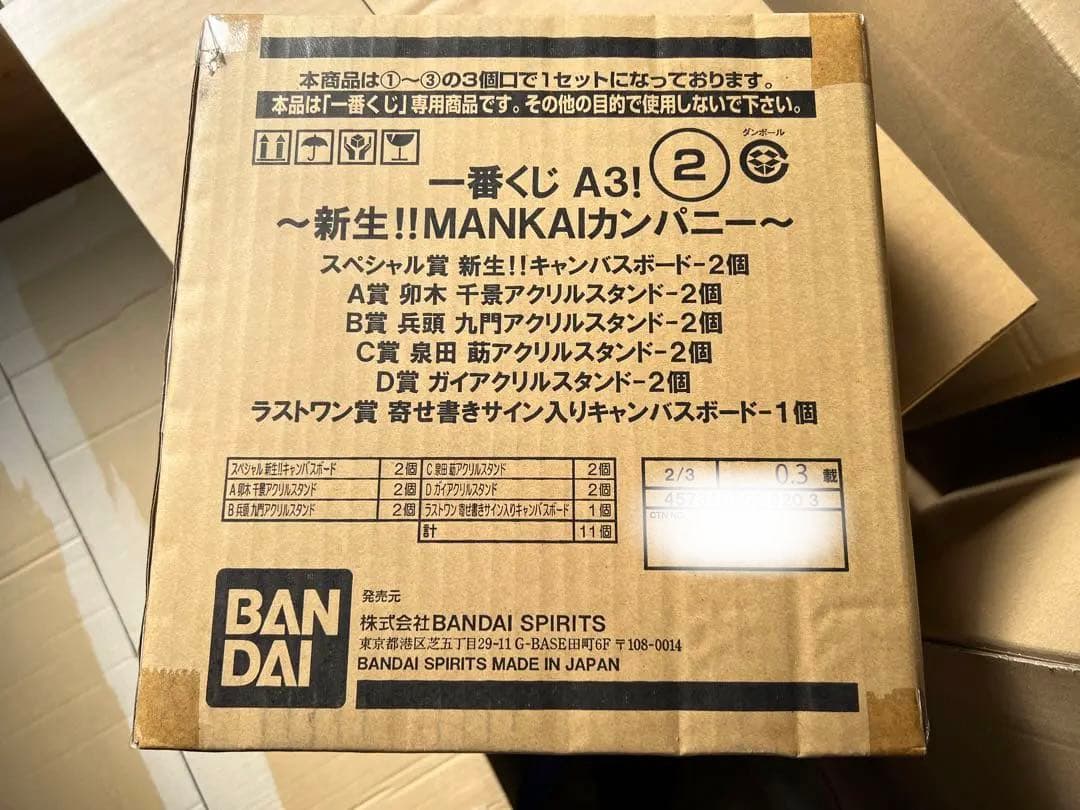 本商品は①〜③の3個口で1セットになっております。
本品は「一番くじ」専用商品です。その他の目的で使用しないで下さい。
ダンボール
一番くじ A3! ②
〜新生!!MANKAIカンパニー〜
スペシャル賞 新生!!キャンバスボード-2個
A賞 卯木 千景アクリルスタンド-2個
B賞 兵頭 九門アクリルスタンド-2個
C賞 泉田 莇アクリルスタンド-2個
D賞 ガイアクリルスタンド-2個
ラストワン賞 寄せ書きサイン入りキャンバスボード-1個
スペシャル 新生!!キャンバスボード 2個 C 泉田 莇アクリルスタンド 2個
A 卯木 千景アクリルスタンド 2個 D ガイアクリルスタンド 2個
B 兵頭 九門アクリルスタンド 2個 ラストワン 寄せ書きサイン入りキャンバスボード 1個
計 11個
2/3 0.3 載
CTN NO.
BAN
DAI
発売元
株式会社BANDAI SPIRITS
東京都港区芝五丁目29-11 G-BASE田町6F 〒108-0014
BANDAI SPIRITS MADE IN JAPAN